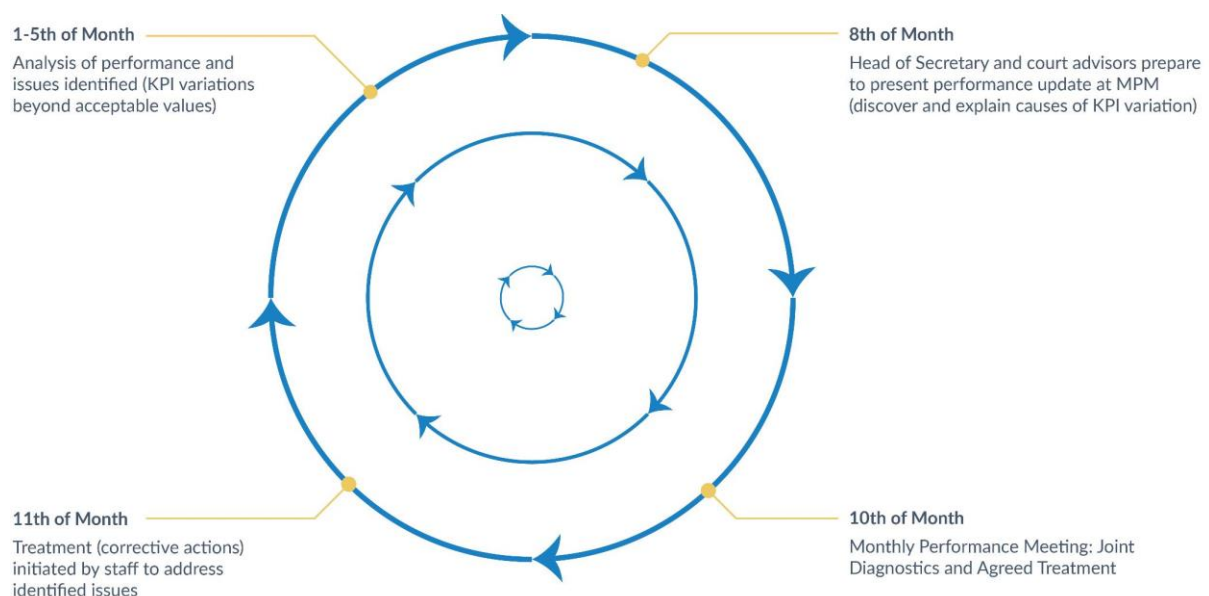 1-5th of Month
Analysis of performance and
issues identified (KPI variations
beyond acceptable values)
8th of Month
Head of Secretary and court advisors prepare
to present performance update at MPM
(discover and explain causes of KPI variation)
10th of Month
Monthly Performance Meeting: Joint
Diagnostics and Agreed Treatment
11th of Month
Treatment (corrective actions)
initiated by staff to address
identified issues